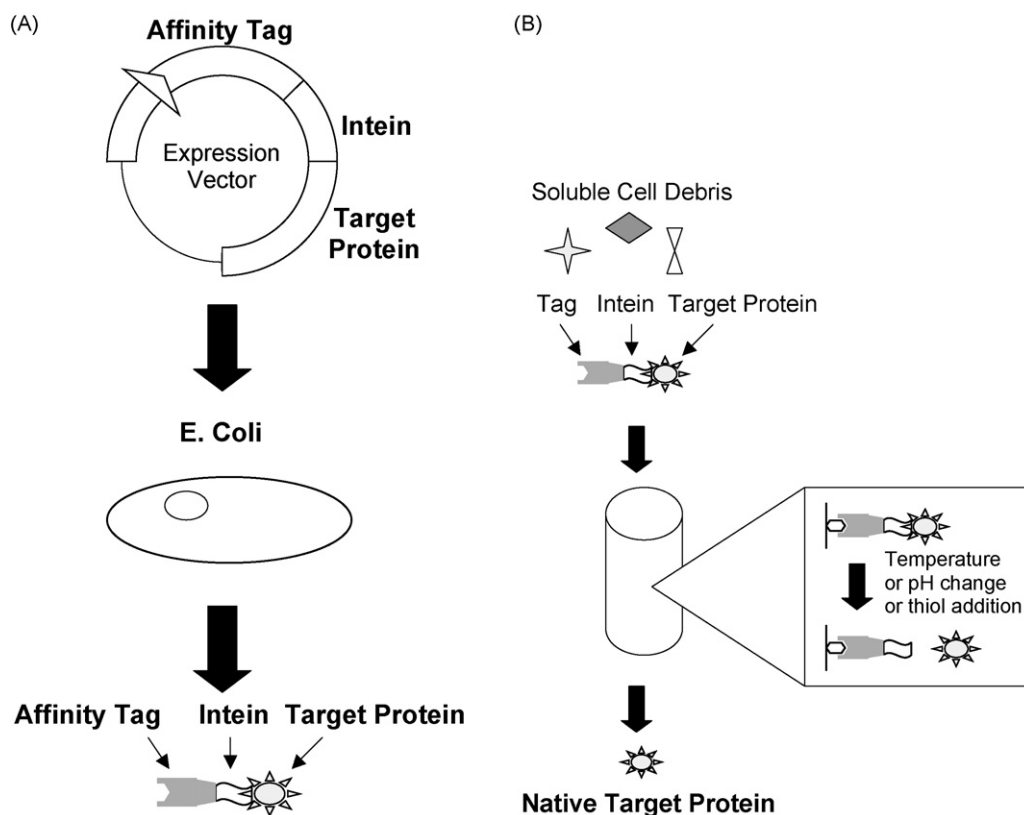 (A)
Affinity Tag
Intein
Expression
Vector
Target
Protein
E. Coli
Affinity Tag Intein Target Protein
(B)
Soluble Cell Debris
Tag Intein Target Protein
Temperature
or pH change
or thiol addition
Native Target Protein